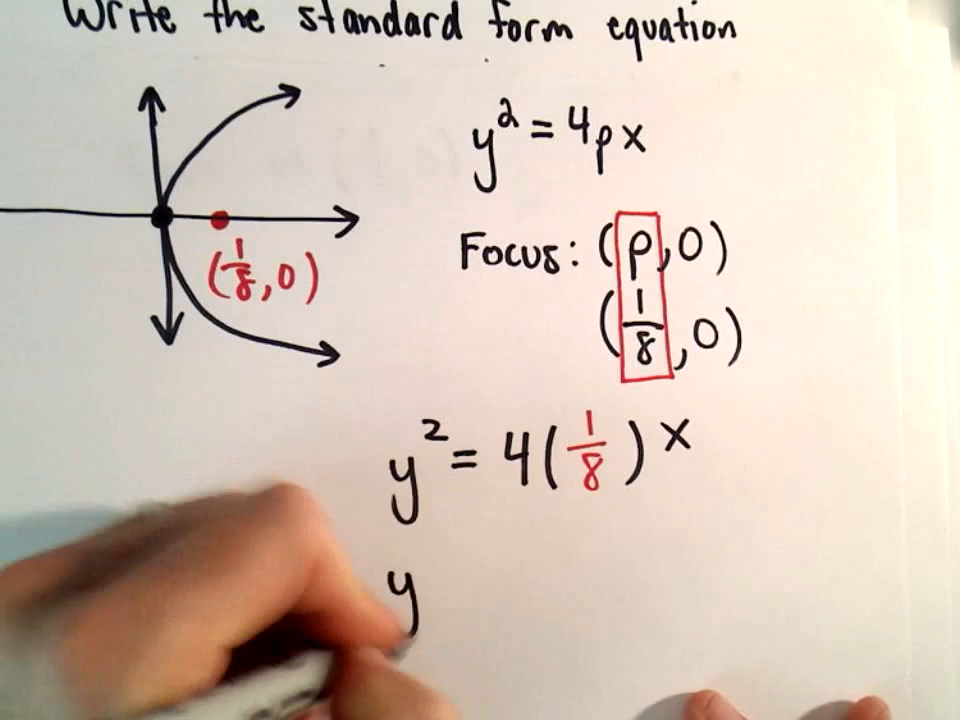 Write the standard form equation
y² = 4px
Focus: (p, 0)
(1/8, 0)
(1/8, 0)
y² = 4(1/8)x
y